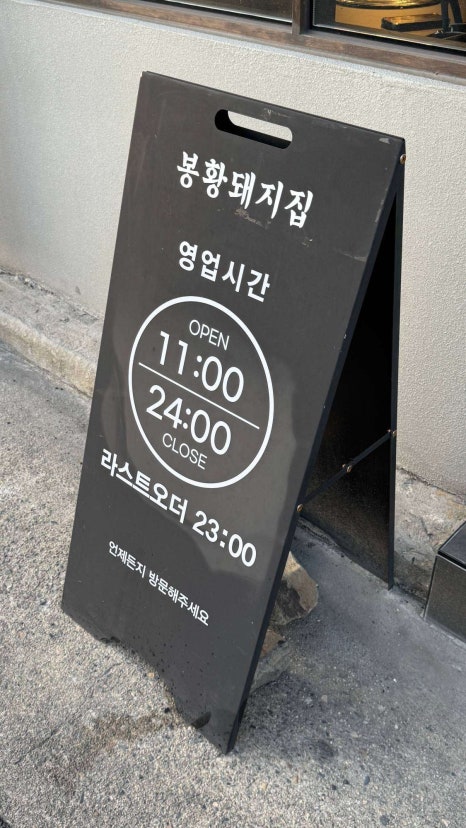 봉황돼지집
영업시간
OPEN
11:00
24:00
CLOSE
라스트오더 23:00
언제든지 방문해주세요